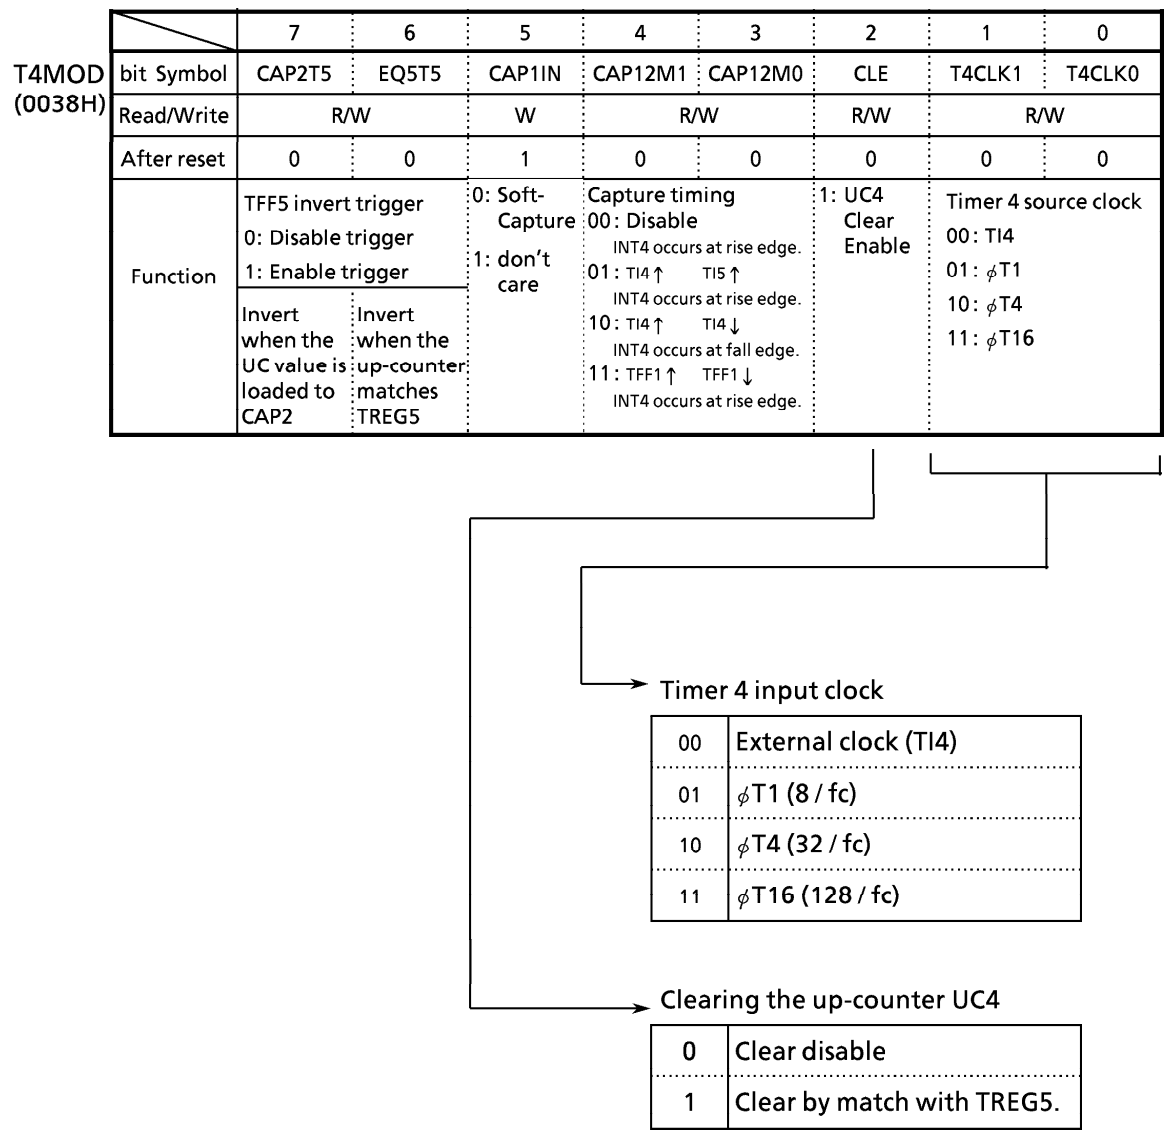 7 6 5 4 3 2 1 0
T4MOD
(0038H)
bit Symbol CAP2T5 EQ5T5 CAP1IN CAP12M1 CAP12M0 CLE T4CLK1 T4CLK0
Read/Write R/W W R/W R/W R/W
After reset 0 0 1 0 0 0 0 0
Function
TFF5 invert trigger
0: Disable trigger
1: Enable trigger
Invert
when the
UC value is
loaded to
CAP2
Invert
when the
up-counter
matches
TREG5
0: Soft-
Capture
1: don't
care
Capture timing
00: Disable
INT4 occurs at rise edge.
01: TI4↑ TI5↑
INT4 occurs at rise edge.
10: TI4↑ TI4↓
INT4 occurs at fall edge.
11: TFF1↑ TFF1↓
INT4 occurs at rise edge.
1: UC4
Clear
Enable
Timer 4 source clock
00: TI4
01: φT1
10: φT4
11: φT16
Timer 4 input clock
00 External clock (TI4)
01 φT1 (8 / fc)
10 φT4 (32 / fc)
11 φT16 (128 / fc)
Clearing the up-counter UC4
0 Clear disable
1 Clear by match with TREG5.